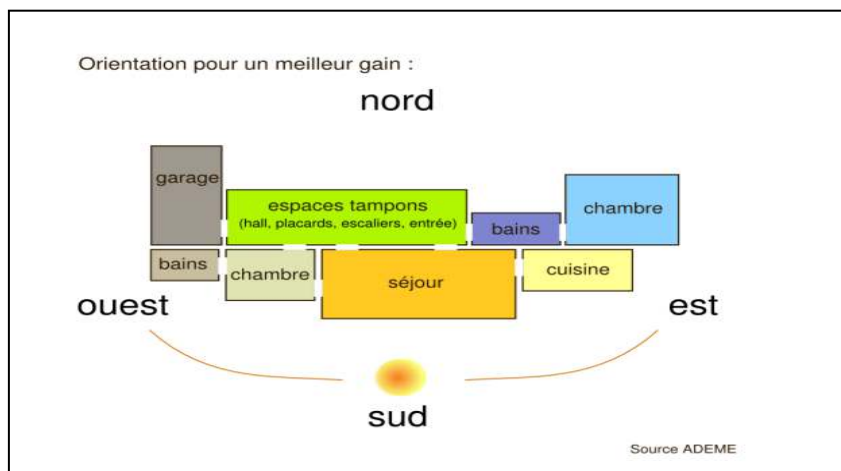 Orientation pour un meilleur gain :
nord
garage
espaces tampons
(hall, placards, escaliers, entrée)
bains
chambre
bains
chambre
séjour
cuisine
ouest
est
sud
Source ADEME